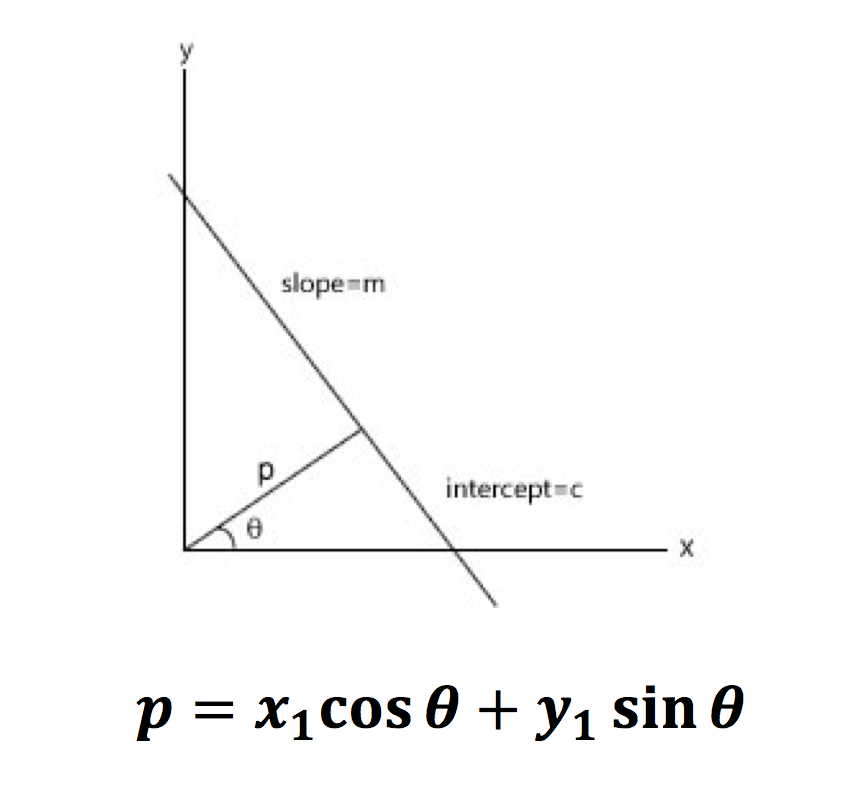 y
slope=m
p
intercept=c
θ
x
p = x₁cos θ + y₁ sin θ